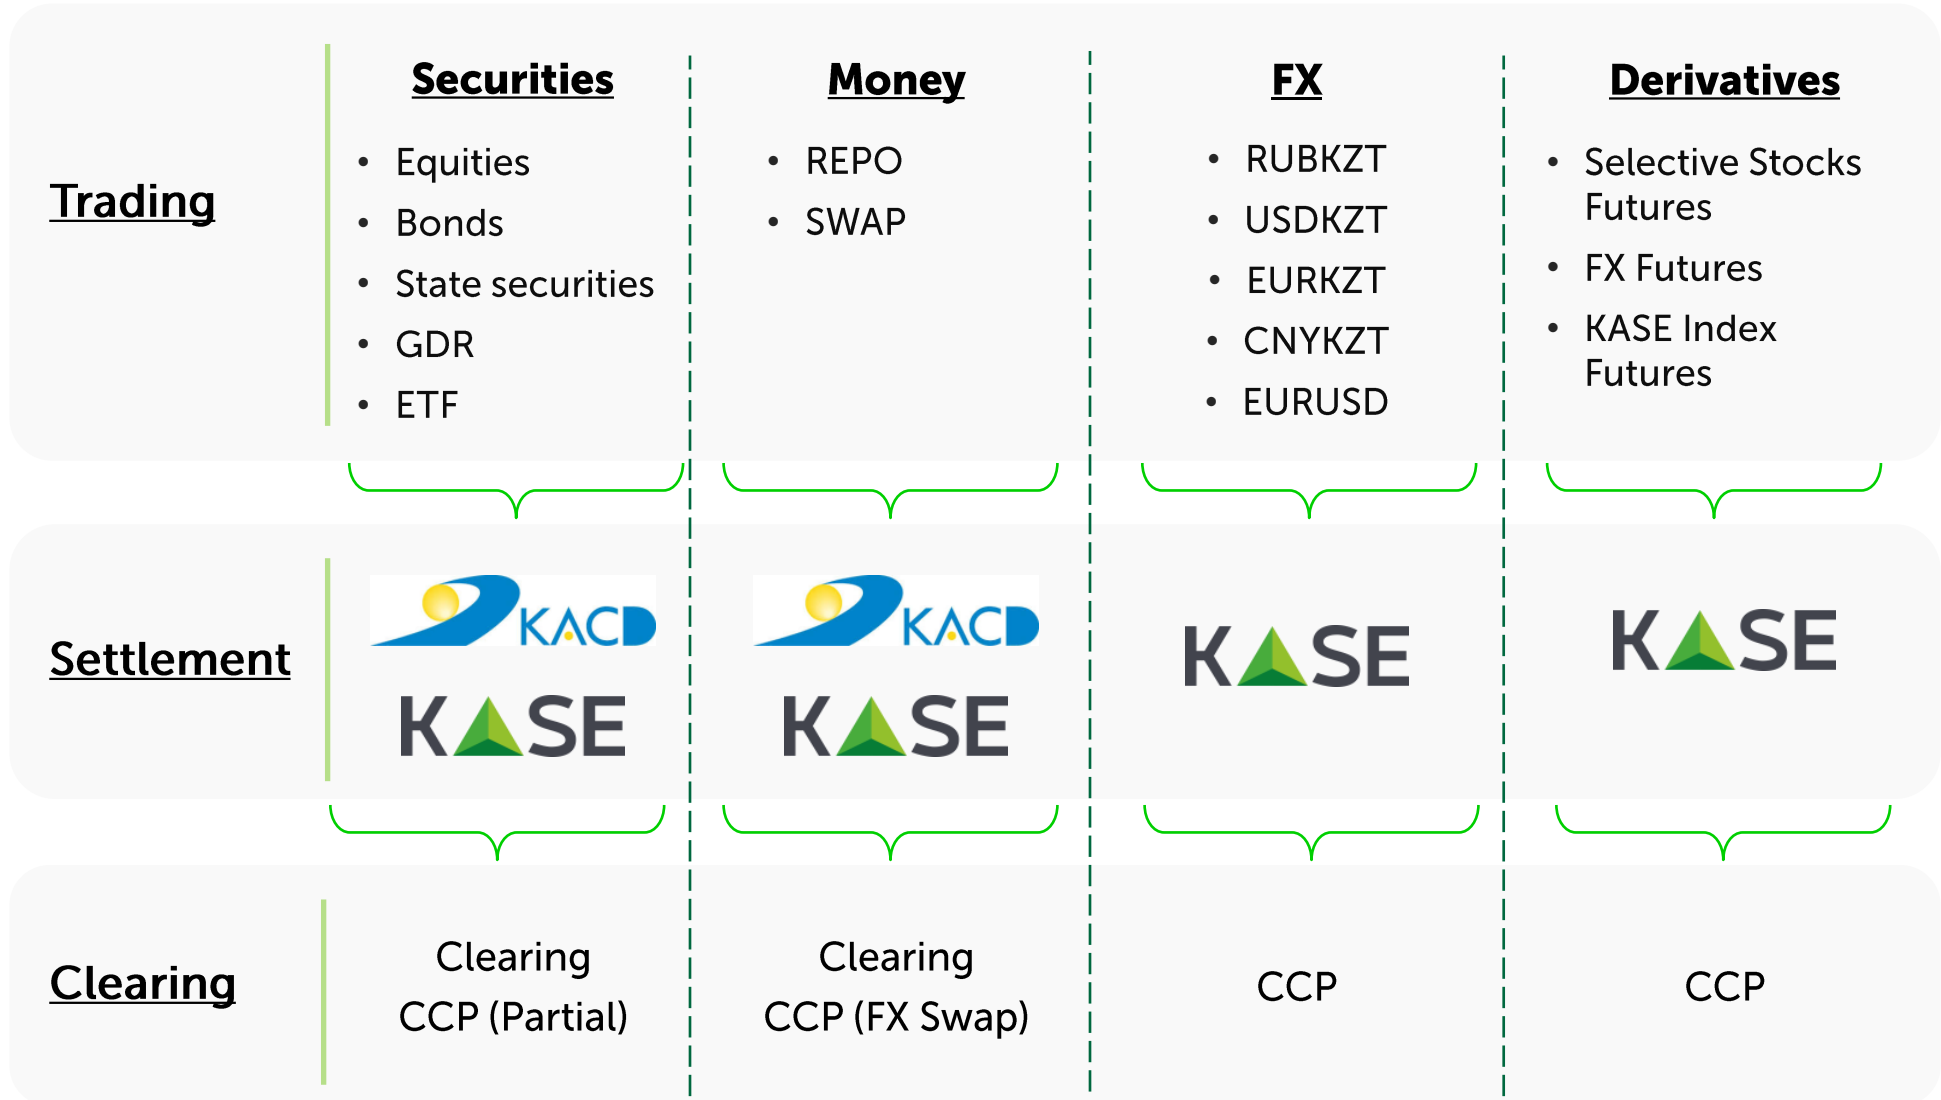 Securities
Money
FX
Derivatives
Trading
• Equities
• Bonds
• State securities
• GDR
• ETF
• REPO
• SWAP
• RUBKZT
• USDKZT
• EURKZT
• CNYKZT
• EURUSD
• Selective Stocks
Futures
• FX Futures
• KASE Index
Futures
Settlement
KACD
KASE
KACD
KASE
KASE
KASE
Clearing
Clearing
CCP (Partial)
Clearing
CCP (FX Swap)
CCP
CCP